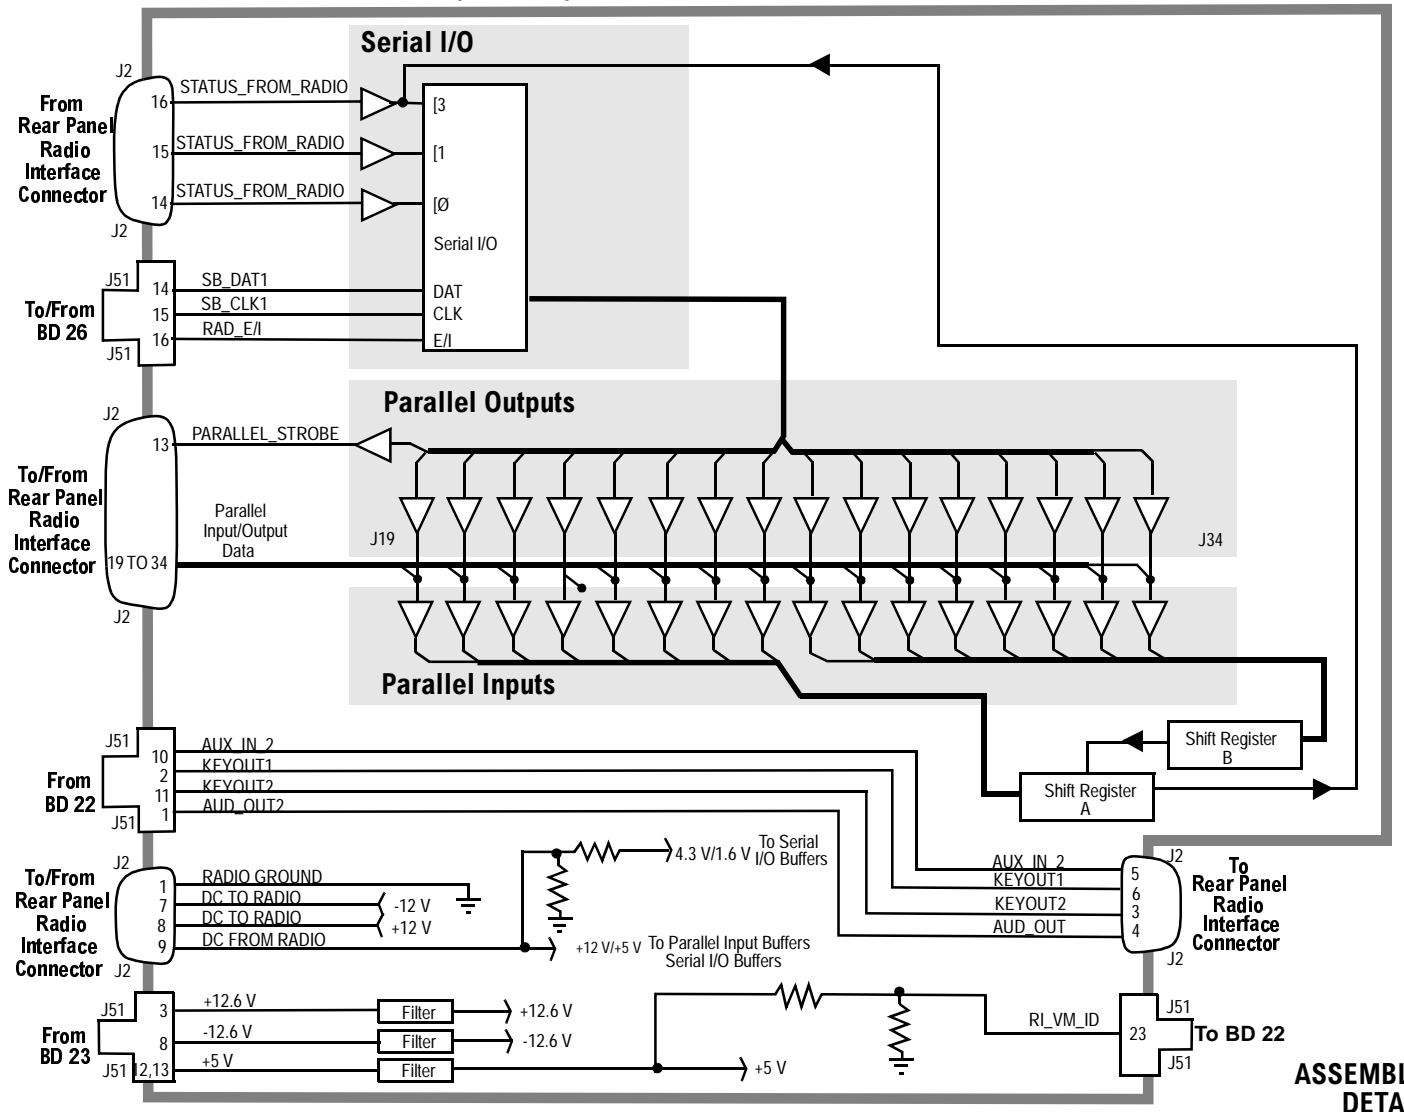 Serial I/O
J2
From
Rear Panel
Radio
Interface
Connector
16
STATUS_FROM_RADIO
[3
15
STATUS_FROM_RADIO
[1
14
STATUS_FROM_RADIO
[Ø
J2
Serial I/O
J51
To/From
BD 26
14
SB_DAT1
DAT
15
SB_CLK1
CLK
16
RAD_E/I
E/I
J51
Parallel Outputs
J2
13
PARALLEL_STROBE
To/From
Rear Panel
Radio
Interface
Connector
Parallel
Input/Output
Data
J19
J34
19 TO 34
J2
Parallel Inputs
J51
From
BD 22
10
AUX_IN_2
2
KEYOUT1
11
KEYOUT2
1
AUD_OUT2
J51
Shift Register
B
Shift Register
A
J2
To/From
Rear Panel
Radio
Interface
Connector
1
RADIO GROUND
7
DC TO RADIO
-12 V
8
DC TO RADIO
+12 V
9
DC FROM RADIO
J2
4.3 V/1.6 V
To Serial
I/O Buffers
+12 V/+5 V
To Parallel Input Buffers
Serial I/O Buffers
AUX_IN_2
5
KEYOUT1
6
KEYOUT2
3
AUD_OUT
4
J2
To
Rear Panel
Radio
Interface
Connector
J2
J51
From
BD 23
3
+12.6 V
Filter
+12.6 V
8
-12.6 V
Filter
-12.6 V
12,13
+5 V
Filter
+5 V
J51
RI_VM_ID
23
J51
To BD 22
J51
ASSEMBL
DETA